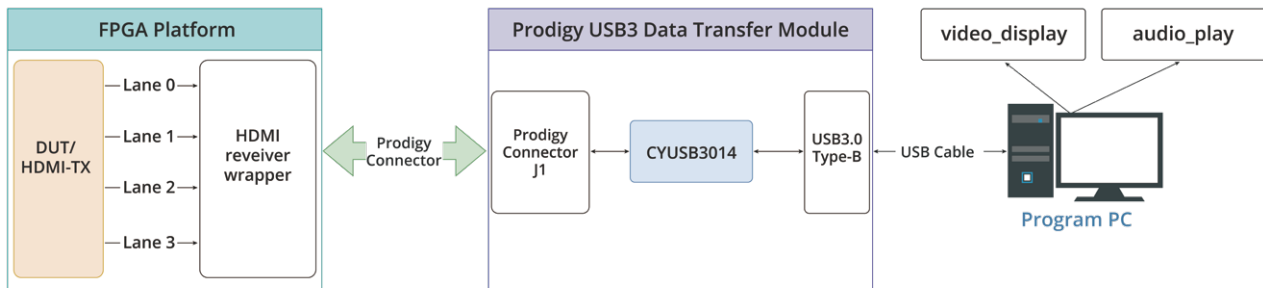 FPGA Platform
DUT/
HDMI-TX
Lane 0
Lane 1
Lane 2
Lane 3
HDMI
reveiver
wrapper
Prodigy
Connector
Prodigy USB3 Data Transfer Module
Prodigy
Connector
J1
CYUSB3014
USB3.0
Type-B
USB Cable
video_display
audio_play
Program PC